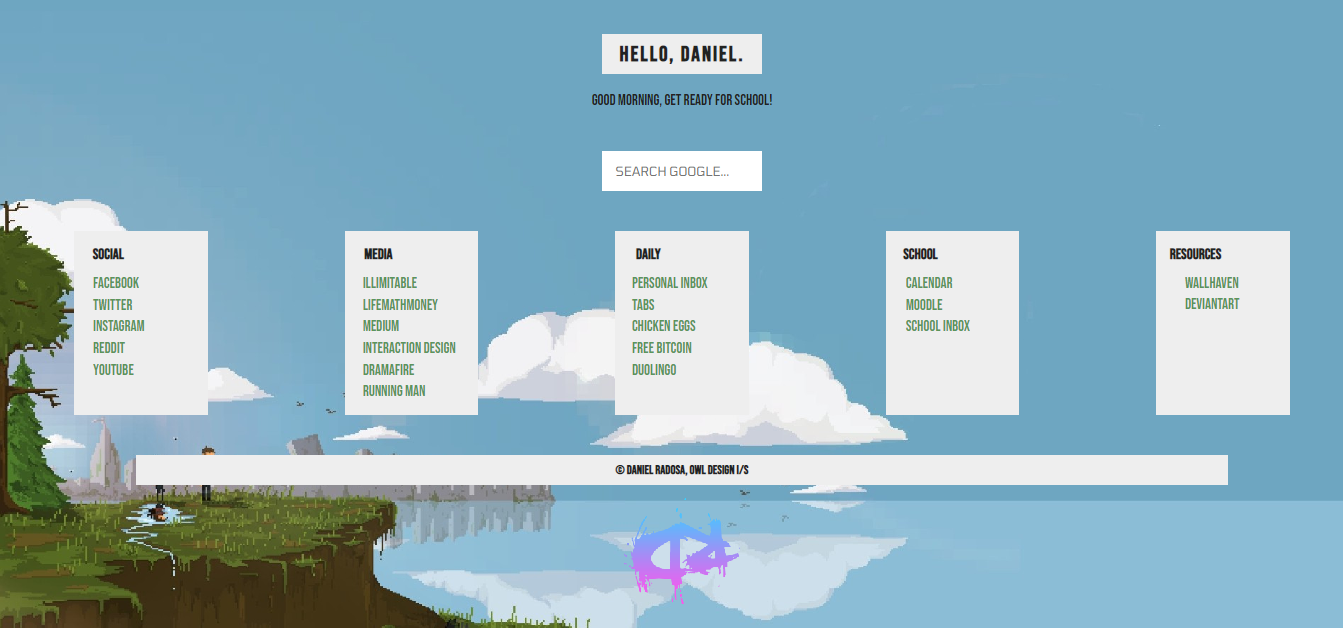 HELLO, DANIEL.
GOOD MORNING, GET READY FOR SCHOOL!
SEARCH GOOGLE...
SOCIAL
FACEBOOK
TWITTER
INSTAGRAM
REDDIT
YOUTUBE
MEDIA
ILLIMITABLE
LIFEMATHMONEY
MEDIUM
INTERACTION DESIGN
DRAMAFIRE
RUNNING MAN
DAILY
PERSONAL INBOX
TABS
CHICKEN EGGS
FREE BITCOIN
DUOLINGO
SCHOOL
CALENDAR
MOODLE
SCHOOL INBOX
RESOURCES
WALLHAVEN
DEVIANTART
© DANIEL RADOSA, OWL DESIGN I/S